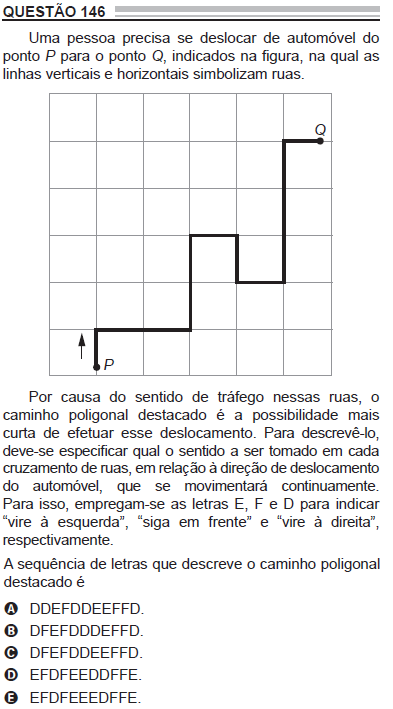 QUESTÃO 146
Uma pessoa precisa se deslocar de automóvel do
ponto P para o ponto Q, indicados na figura, na qual as
linhas verticais e horizontais simbolizam ruas.
Q
P
Por causa do sentido de tráfego nessas ruas, o
caminho poligonal destacado é a possibilidade mais
curta de efetuar esse deslocamento. Para descrevê-lo,
deve-se especificar qual o sentido a ser tomado em cada
cruzamento de ruas, em relação à direção de deslocamento
do automóvel, que se movimentará continuamente.
Para isso, empregam-se as letras E, F e D para indicar
“vire à esquerda”, “siga em frente” e “vire à direita”,
respectivamente.
A sequência de letras que descreve o caminho poligonal
destacado é
A DDEFDDEEFFD.
B DFEFDDDEFFD.
C DFEFDDEEFFD.
D EFDFEEDDFFE.
E EFDFEEEDFFE.